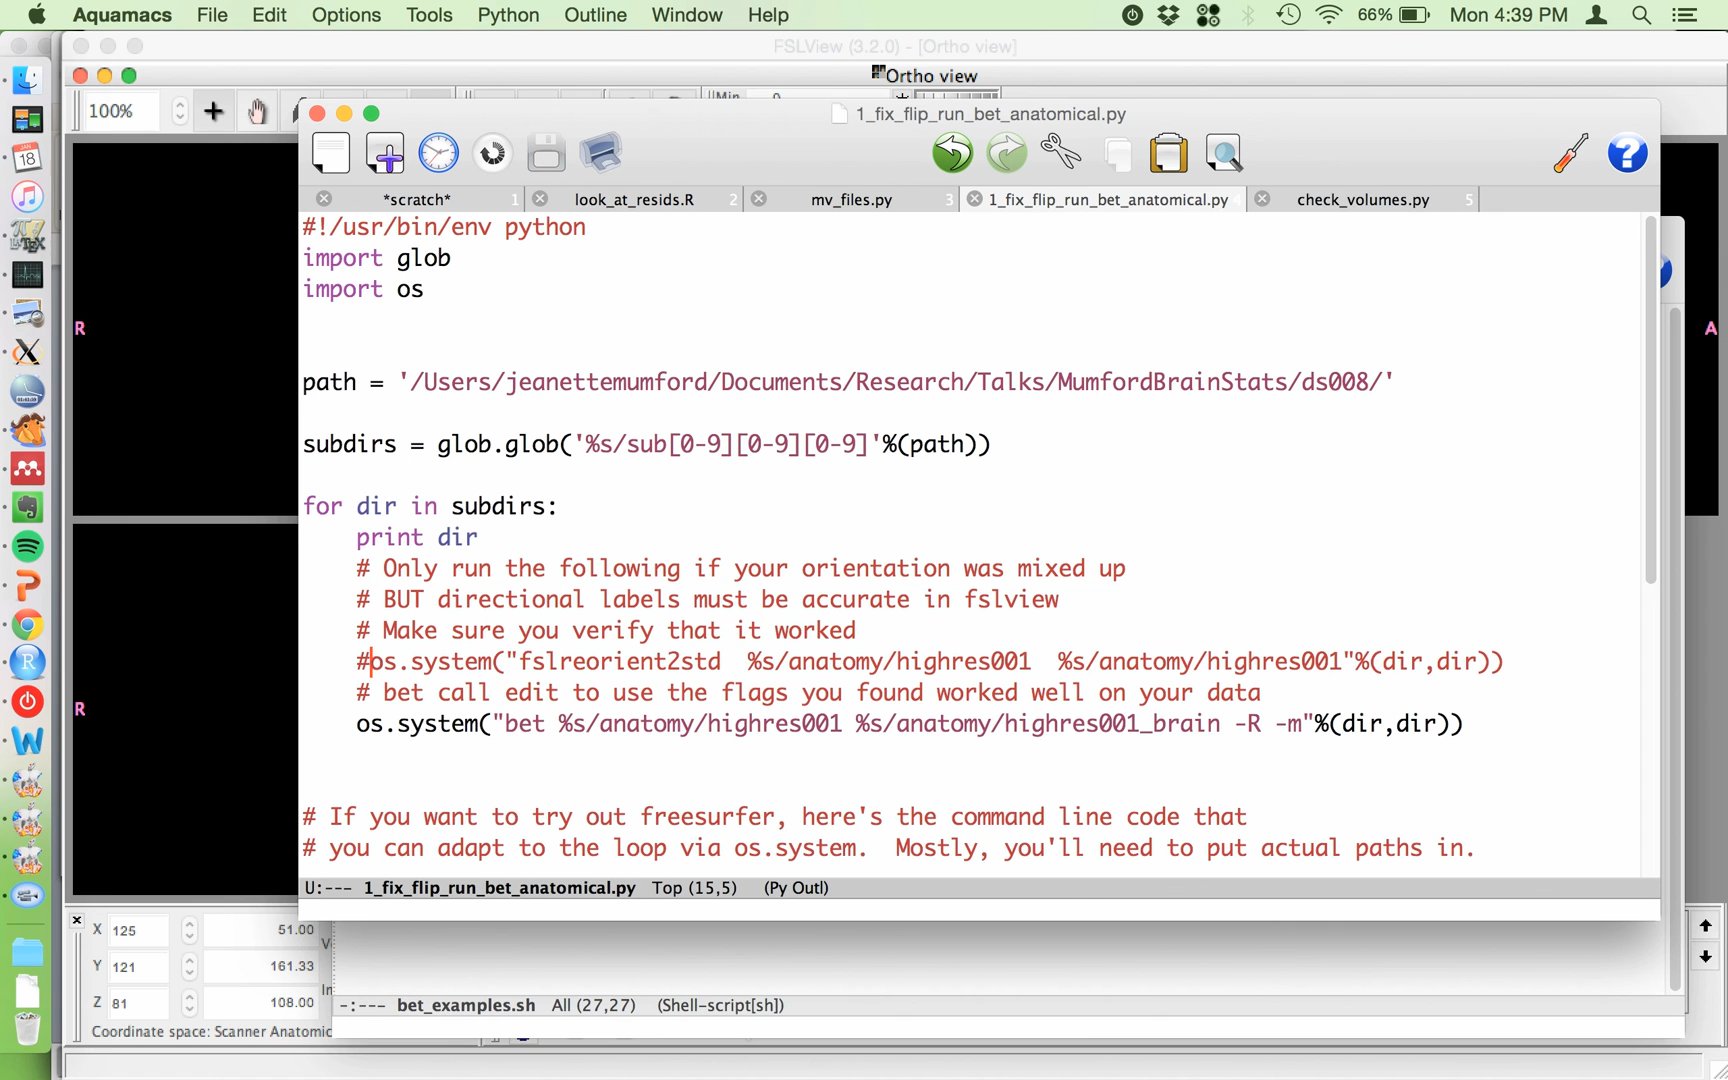 Aquamacs File Edit Options Tools Python Outline Window Help 66% Mon 4:39 PM
FSLView (3.2.0) - [Ortho view]
Ortho view
100%
Min 0
1_fix_flip_run_bet_anatomical.py
*scratch* 1 look_at_resids.R 2 mv_files.py 3 1_fix_flip_run_bet_anatomical.py 4 check_volumes.py 5
#!/usr/bin/env python
import glob
import os
path = '/Users/jeanettemumford/Documents/Research/Talks/MumfordBrainStats/ds008/'
subdirs = glob.glob('%s/sub[0-9][0-9][0-9]'%(path))
for dir in subdirs:
print dir
# Only run the following if your orientation was mixed up
# BUT directional labels must be accurate in fslview
# Make sure you verify that it worked
#os.system("fslreorient2std  %s/anatomy/highres001  %s/anatomy/highres001"%(dir,dir))
# bet call edit to use the flags you found worked well on your data
os.system("bet %s/anatomy/highres001 %s/anatomy/highres001_brain -R -m"%(dir,dir))
# If you want to try out freesurfer, here's the command line code that
# you can adapt to the loop via os.system.  Mostly, you'll need to put actual paths in.
U:--- 1_fix_flip_run_bet_anatomical.py Top (15,5) (Py Outl)
R
A
R
JAN
18
X 125 51.00
Y 121 161.33
Z 81 108.00
Coordinate space: Scanner Anatomic
-:--- bet_examples.sh All (27,27) (Shell-script[sh])